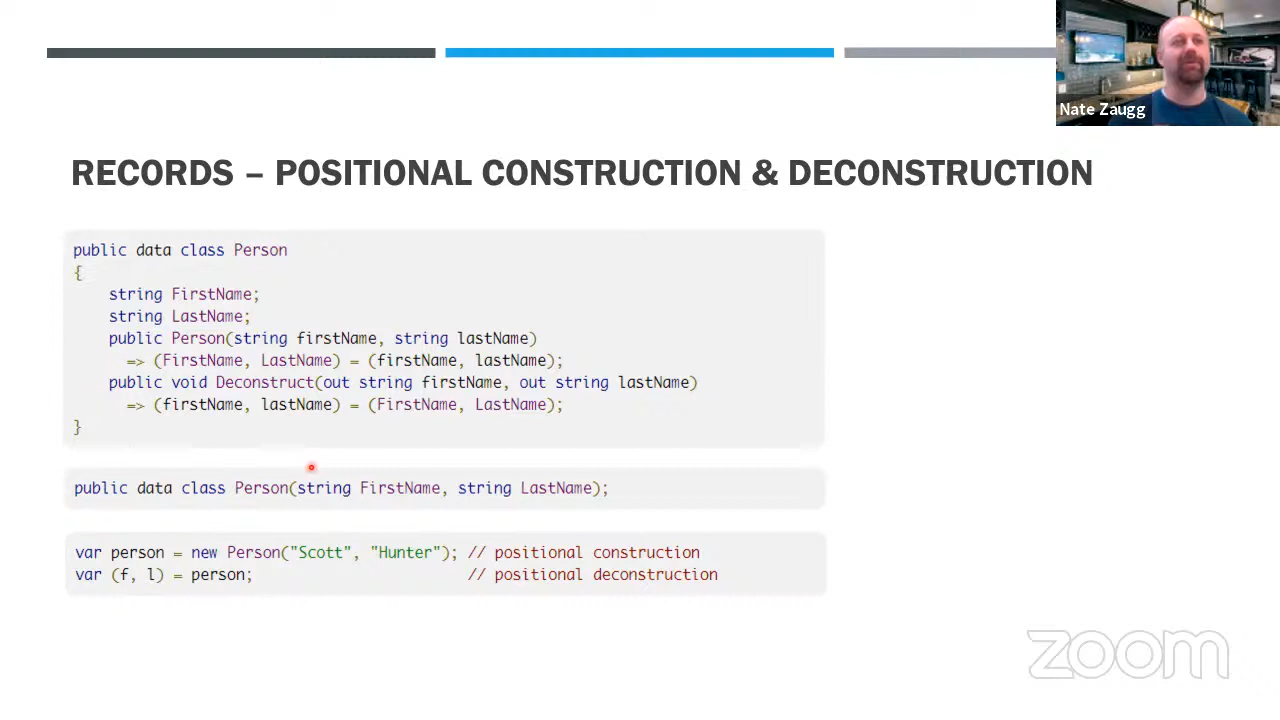 Nate Zaugg
RECORDS – POSITIONAL CONSTRUCTION & DECONSTRUCTION
public data class Person
{
    string FirstName;
    string LastName;
    public Person(string firstName, string lastName)
      => (FirstName, LastName) = (firstName, lastName);
    public void Deconstruct(out string firstName, out string lastName)
      => (firstName, lastName) = (FirstName, LastName);
}
public data class Person(string FirstName, string LastName);
var person = new Person("Scott", "Hunter"); // positional construction
var (f, l) = person;                        // positional deconstruction
zoom